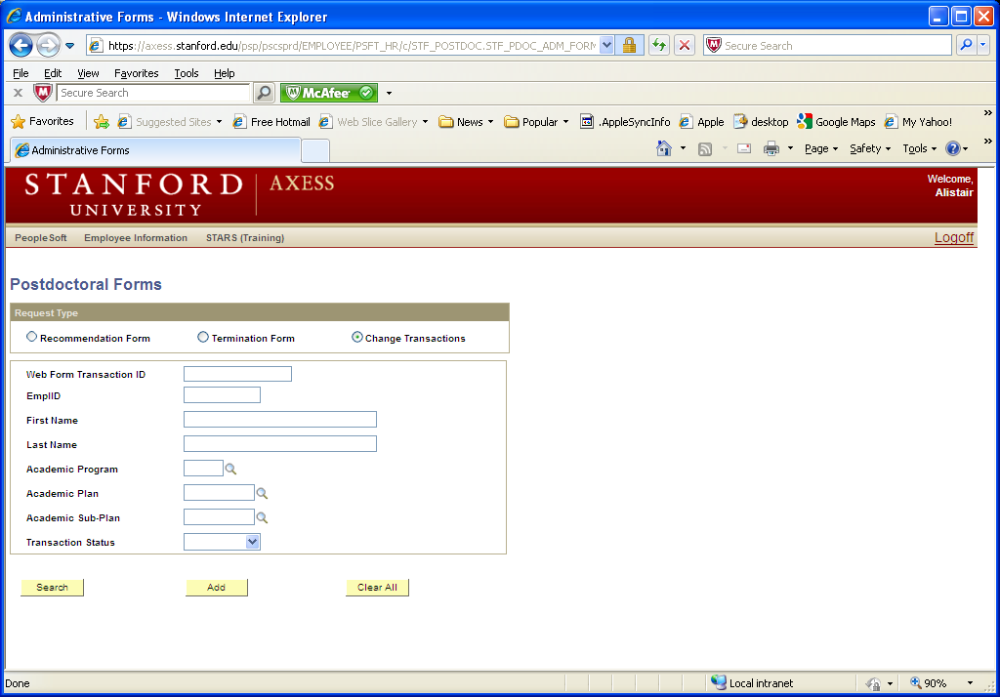 Administrative Forms - Windows Internet Explorer
https://axess.stanford.edu/psp/pscsprd/EMPLOYEE/PSFT_HR/c/STF_POSTDOC.STF_PDOC_ADM_FORM
Secure Search
File Edit View Favorites Tools Help
Secure Search
McAfee
Favorites Suggested Sites Free Hotmail Web Slice Gallery News Popular .AppleSyncInfo Apple desktop Google Maps My Yahoo!
Administrative Forms
Page Safety Tools
STANFORD
UNIVERSITY
AXESS
Welcome,
Alistair
PeopleSoft Employee Information STARS (Training)
Logoff
Postdoctoral Forms
Request Type
Recommendation Form Termination Form Change Transactions
Web Form Transaction ID
EmplID
First Name
Last Name
Academic Program
Academic Plan
Academic Sub-Plan
Transaction Status
Search Add Clear All
Done Local intranet 90%